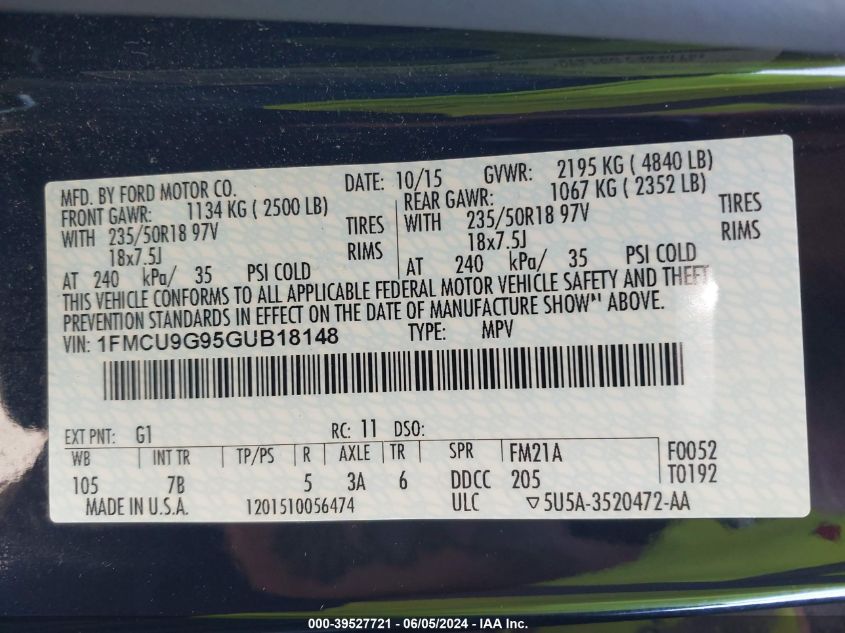 MFD. BY FORD MOTOR CO. DATE: 10/15 GVWR: 2195 KG ( 4840 LB)
FRONT GAWR: 1134 KG ( 2500 LB) REAR GAWR: 1067 KG ( 2352 LB)
WITH 235/50R18 97V TIRES WITH 235/50R18 97V TIRES
18x7.5J RIMS 18x7.5J RIMS
AT 240 kPa/ 35 PSI COLD AT 240 kPa/ 35 PSI COLD
THIS VEHICLE CONFORMS TO ALL APPLICABLE FEDERAL MOTOR VEHICLE SAFETY AND THEFT
PREVENTION STANDARDS IN EFFECT ON THE DATE OF MANUFACTURE SHOWN ABOVE.
VIN: 1FMCU9G95GUB18148 TYPE: MPV
EXT PNT: G1 RC: 11 DSO:
WB INT TR TP/PS R AXLE TR SPR FM21A F0052
105 7B 5 3A 6 DDCC 205 T0192
MADE IN U.S.A. 1201510056474 ULC ▽5U5A-3520472-AA
000-39527721 - 06/05/2024 - IAA Inc.